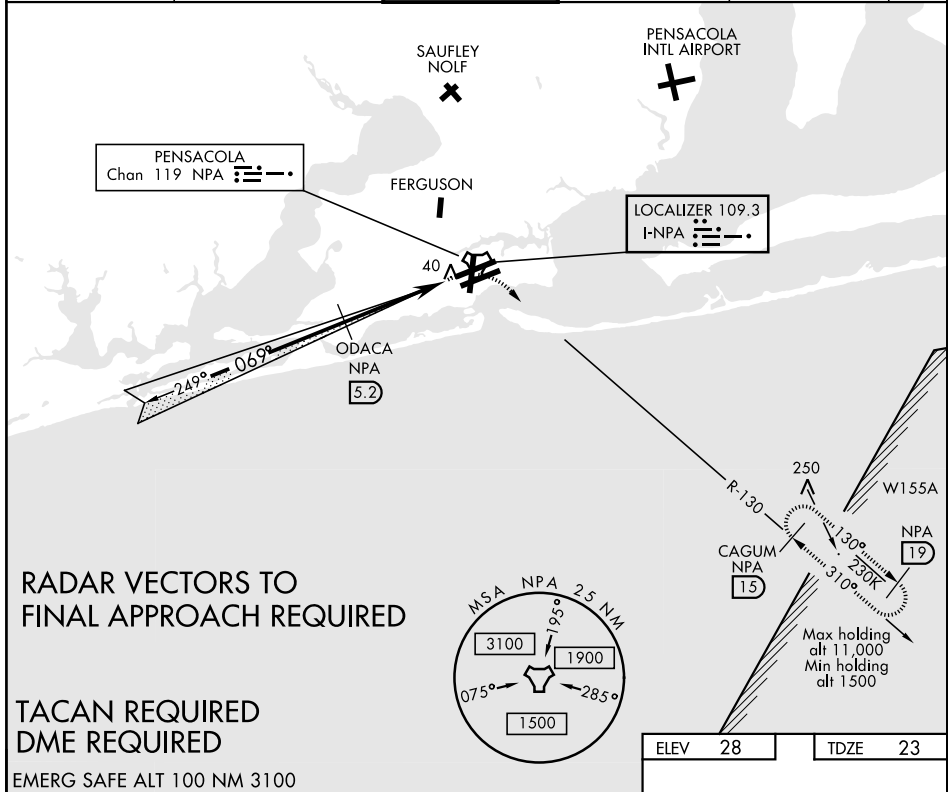 SAUFLEY
NOLF
PENSACOLA
INTL AIRPORT
PENSACOLA
Chan 119 NPA
FERGUSON
LOCALIZER 109.3
I-NPA
40
069°
249°
ODACA
NPA
5.2
250
W155A
R-130
130°
NPA
19
CAGUM
NPA
15
230K
310°
Max holding
alt 11,000
Min holding
alt 1500
RADAR VECTORS TO
FINAL APPROACH REQUIRED
MSA NPA 25 NM
195°
3100
1900
075°
285°
1500
TACAN REQUIRED
DME REQUIRED
ELEV 28
TDZE 23
EMERG SAFE ALT 100 NM 3100